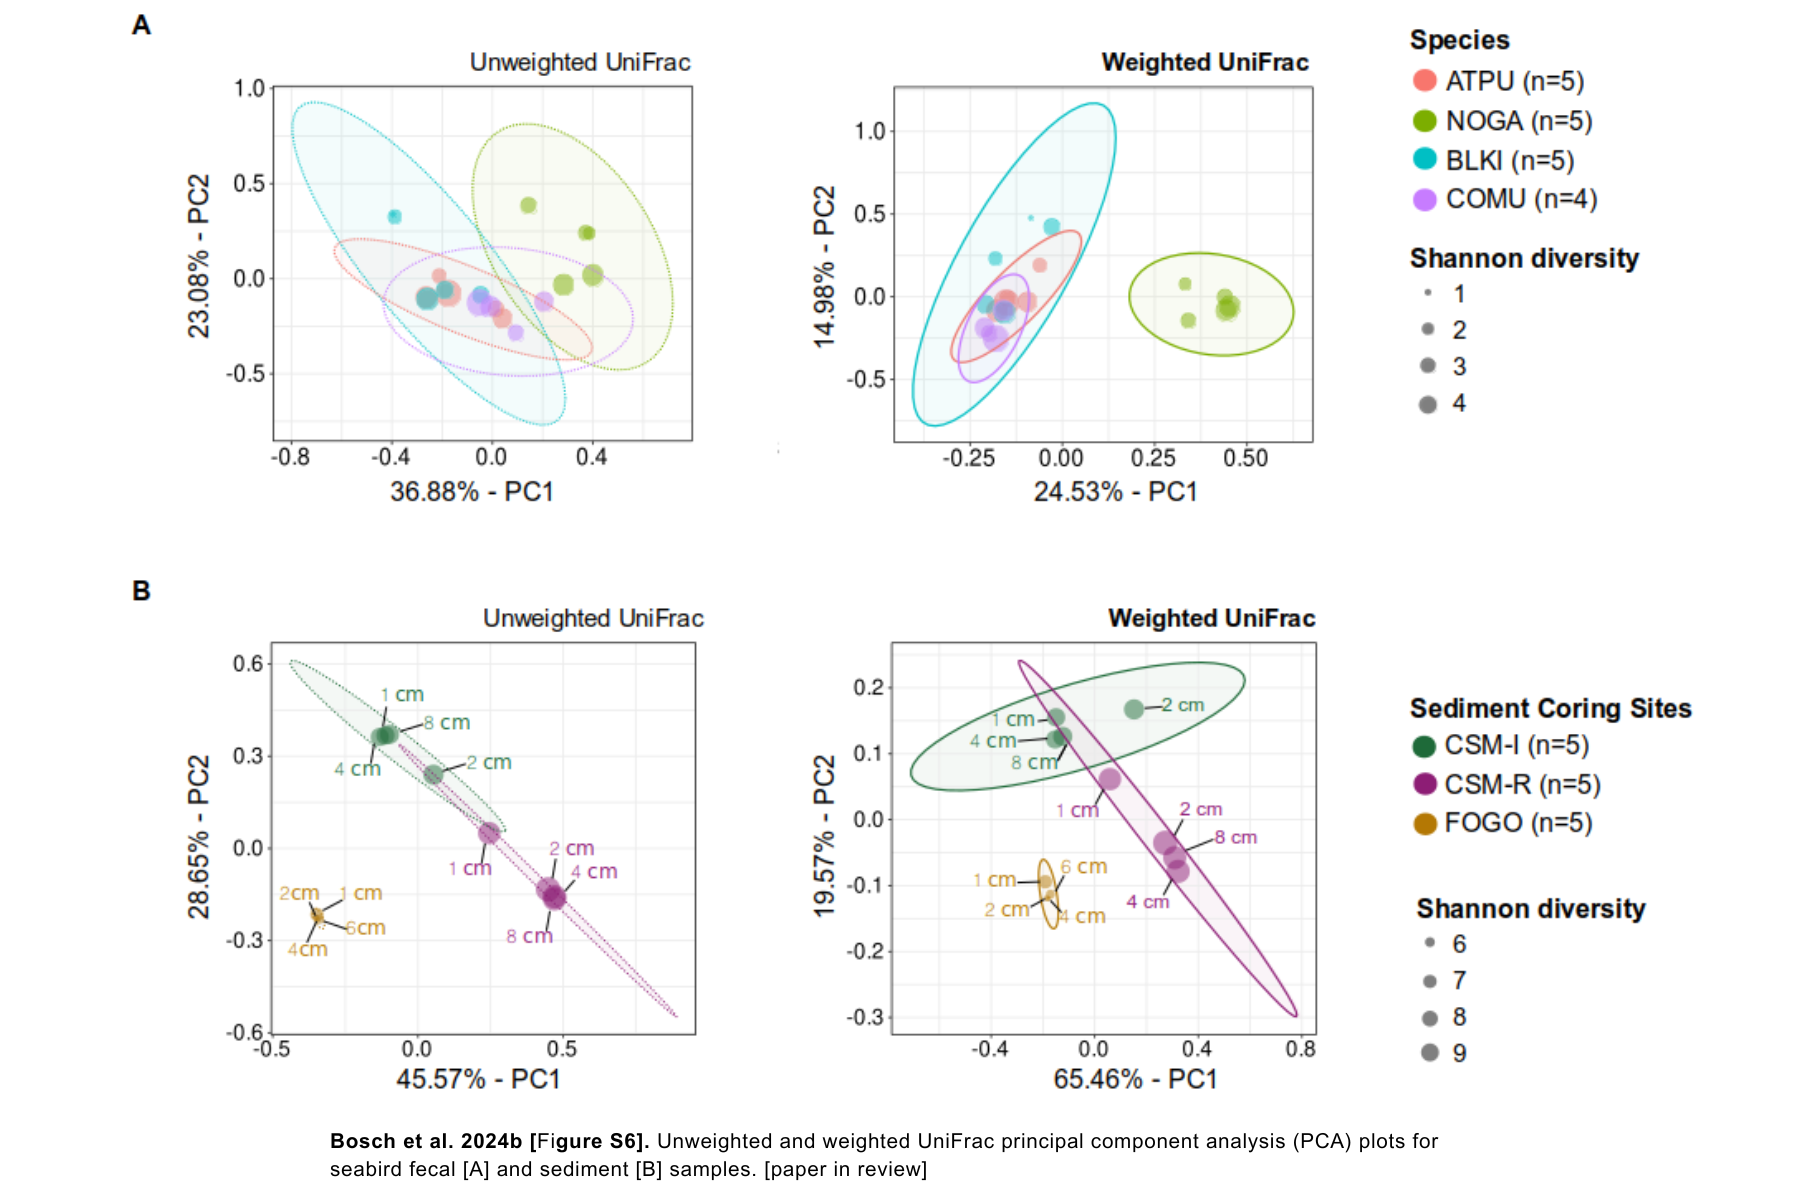 A
Unweighted UniFrac
1.0
0.5
0.0
-0.5
23.08% - PC2
-0.8 -0.4 0.0 0.4
36.88% - PC1
Weighted UniFrac
1.0
0.5
0.0
-0.5
14.98% - PC2
-0.25 0.00 0.25 0.50
24.53% - PC1
Species
ATPU (n=5)
NOGA (n=5)
BLKI (n=5)
COMU (n=4)
Shannon diversity
1
2
3
4
B
Unweighted UniFrac
0.6
0.3
0.0
-0.3
-0.6
28.65% - PC2
1 cm
8 cm
4 cm
2 cm
1 cm
2 cm
4 cm
8 cm
2cm
1 cm
6cm
4cm
-0.5 0.0 0.5
45.57% - PC1
Weighted UniFrac
0.2
0.1
0.0
-0.1
-0.2
-0.3
19.57% - PC2
2 cm
1 cm
4 cm
8 cm
1 cm
2 cm
8 cm
4 cm
6 cm
1 cm
2 cm
4 cm
-0.4 0.0 0.4 0.8
65.46% - PC1
Sediment Coring Sites
CSM-I (n=5)
CSM-R (n=5)
FOGO (n=5)
Shannon diversity
6
7
8
9
Bosch et al. 2024b [Figure S6]. Unweighted and weighted UniFrac principal component analysis (PCA) plots for
seabird fecal [A] and sediment [B] samples. [paper in review]